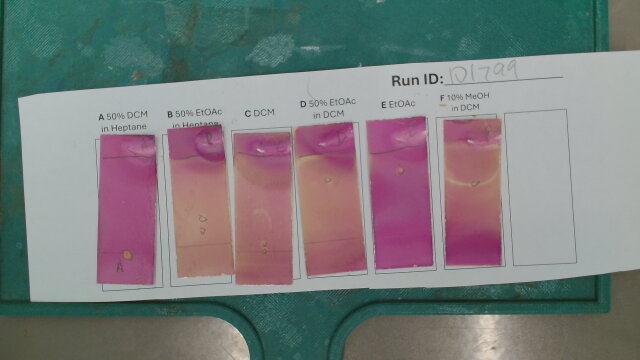 Run ID: D1799
A 50% DCM in Heptane
B 50% EtOAc in Heptane
C DCM
D 50% EtOAc in DCM
E EtOAc
F 10% MeOH in DCM
A